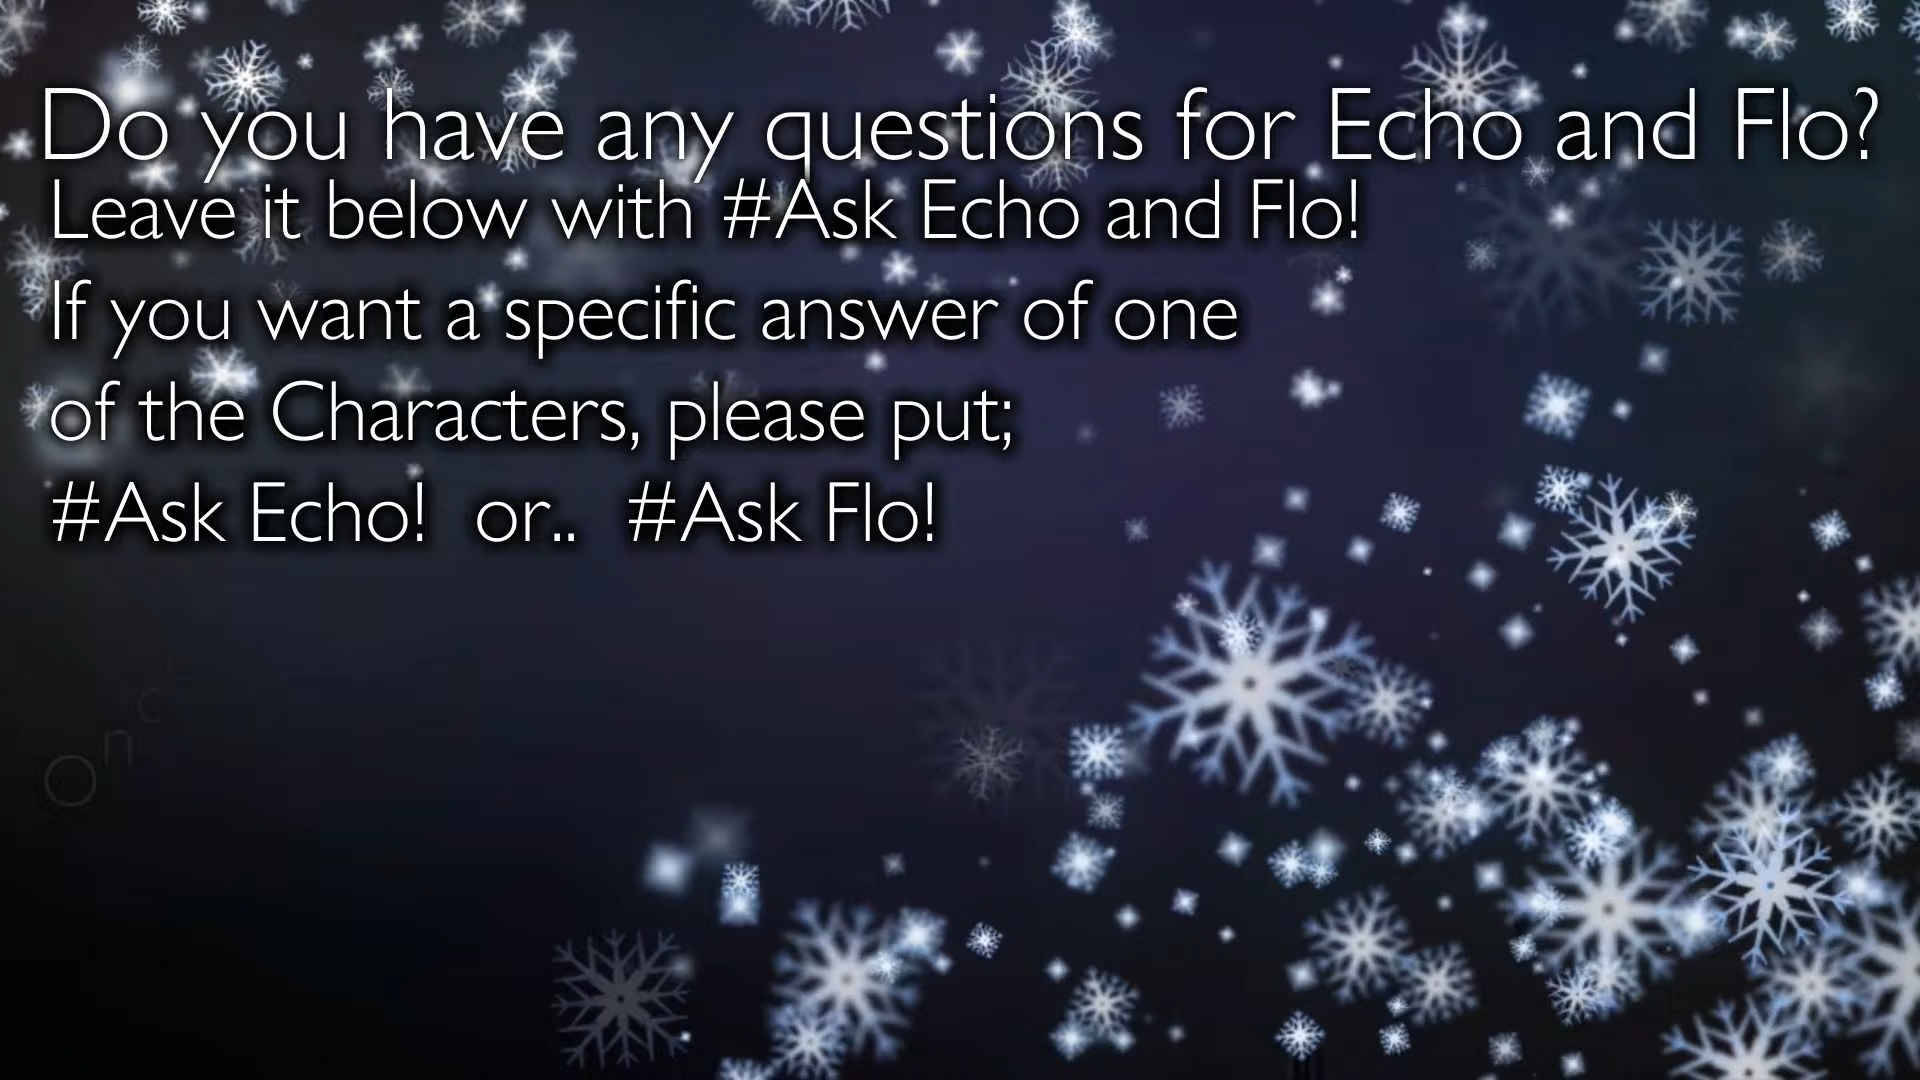 Do you have any questions for Echo and Flo?
Leave it below with #Ask Echo and Flo!
If you want a specific answer of one
of the Characters, please put;
#Ask Echo!  or..  #Ask Flo!